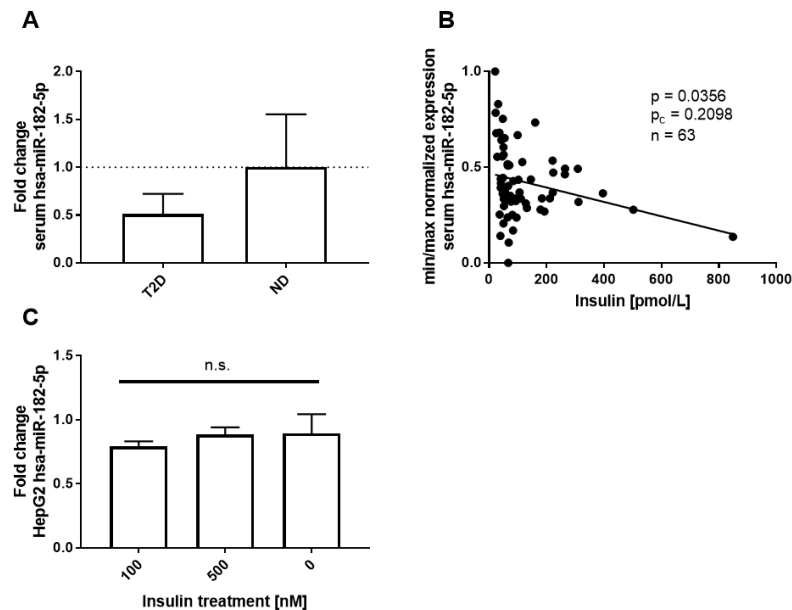 A
Fold change
serum hsa-miR-182-5p
2.0
1.5
1.0
0.5
0.0
T2D
ND
B
min/max normalized expression
serum hsa-miR-182-5p
1.0
0.5
0.0
p = 0.0356
pC = 0.2098
n = 63
0
200
400
600
800
1000
Insulin [pmol/L]
C
Fold change
HepG2 hsa-miR-182-5p
1.5
1.0
0.5
0.0
n.s.
100
500
0
Insulin treatment [nM]